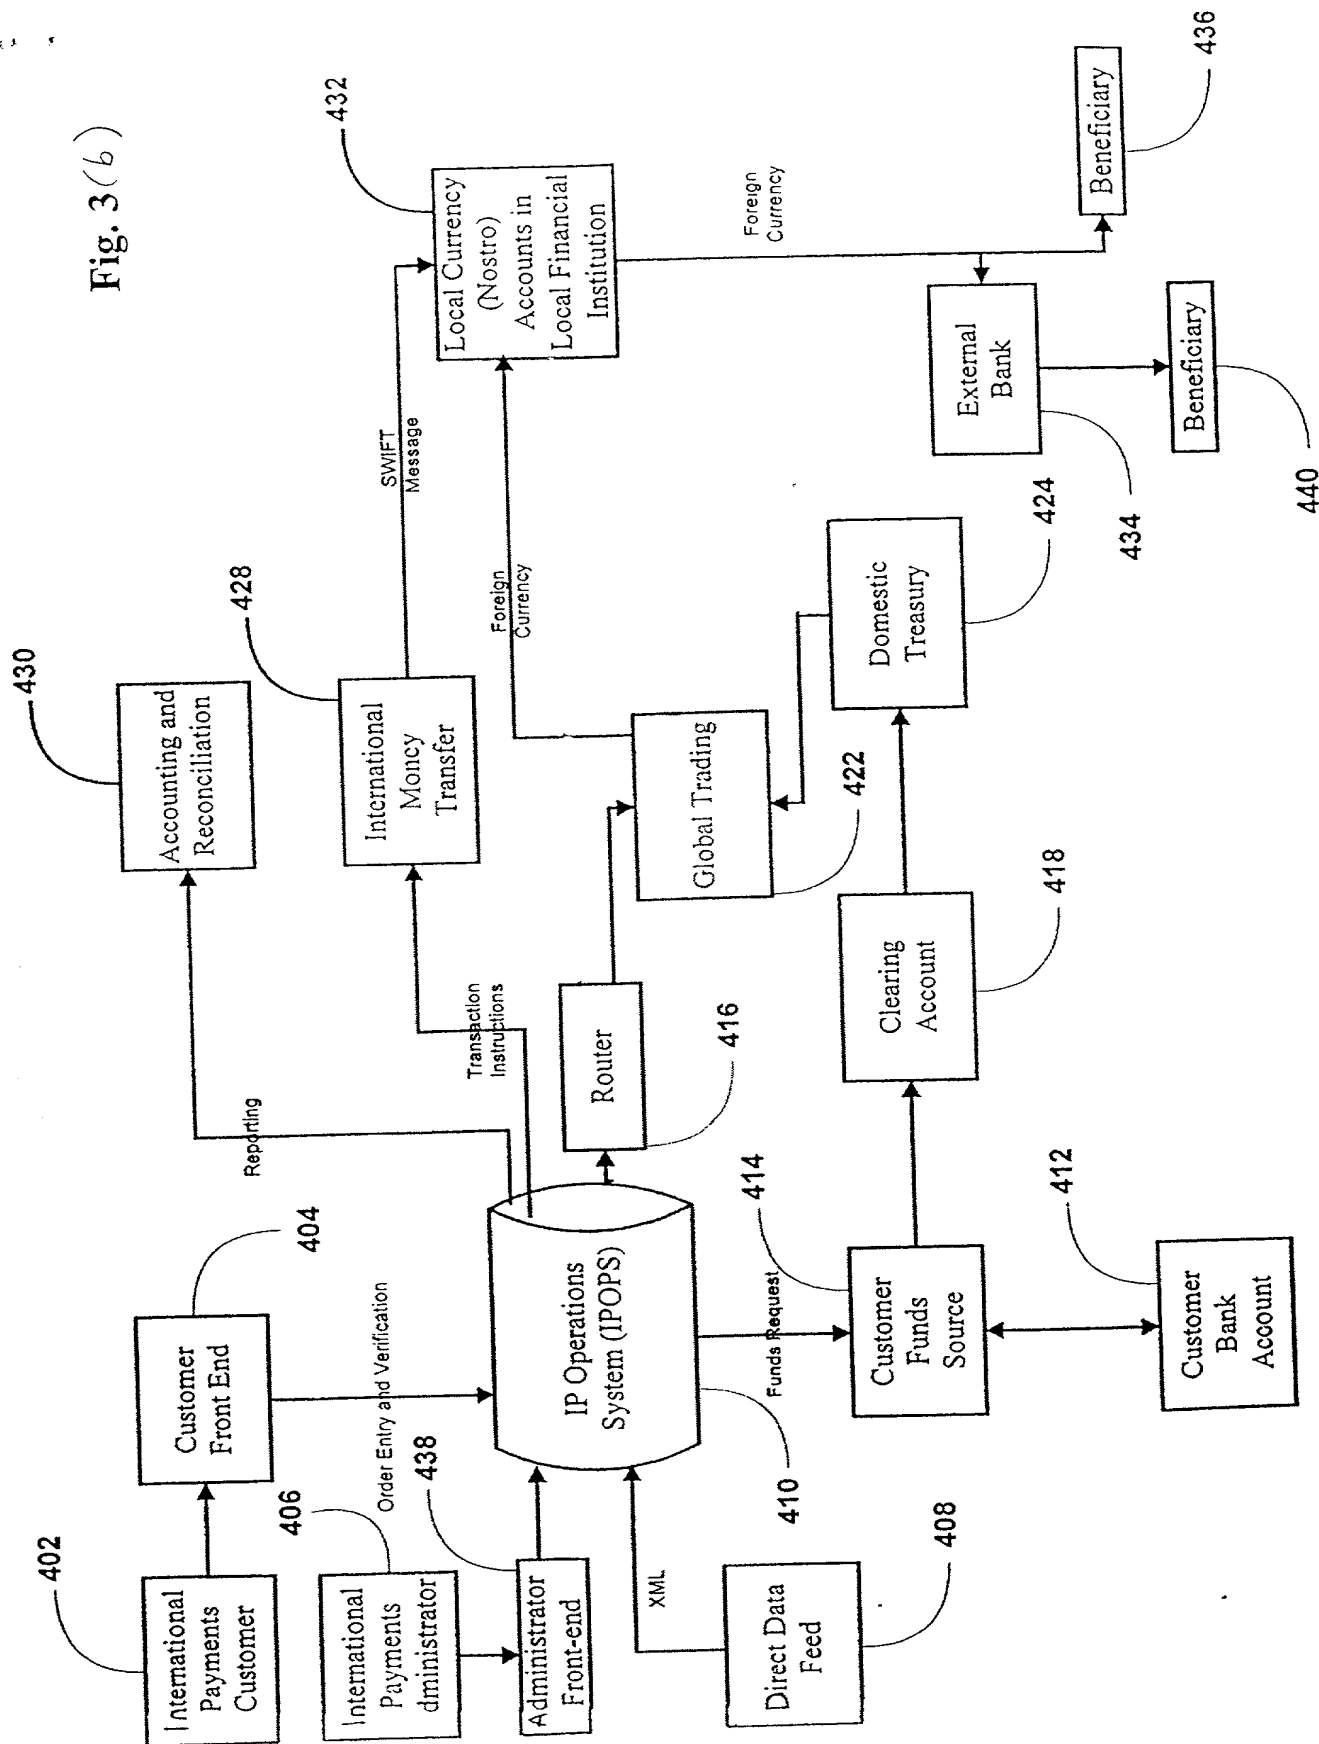 Fig. 3(b)
402
International
Payments
Customer
404
Customer
Front End
Order Entry and Verification
406
International
Payments
dministrator
438
Administrator
Front-end
XML
408
Direct Data
Feed
IP Operations
System (IPOPS)
410
Reporting
430
Accounting and
Reconciliation
Transaction
Instructions
428
International
Moncy
Transfer
SWIFT
Message
432
Local Currency
(Nostro)
Accounts in
Local Financial
Institution
Router
416
Global Trading
422
Foreign
Currency
Funds Request
414
Customer
Funds
Source
412
Customer
Bank
Account
Clearing
Account
418
Domestic
Treasury
424
Foreign
Currency
External
Bank
434
Beneficiary
436
Beneficiary
440